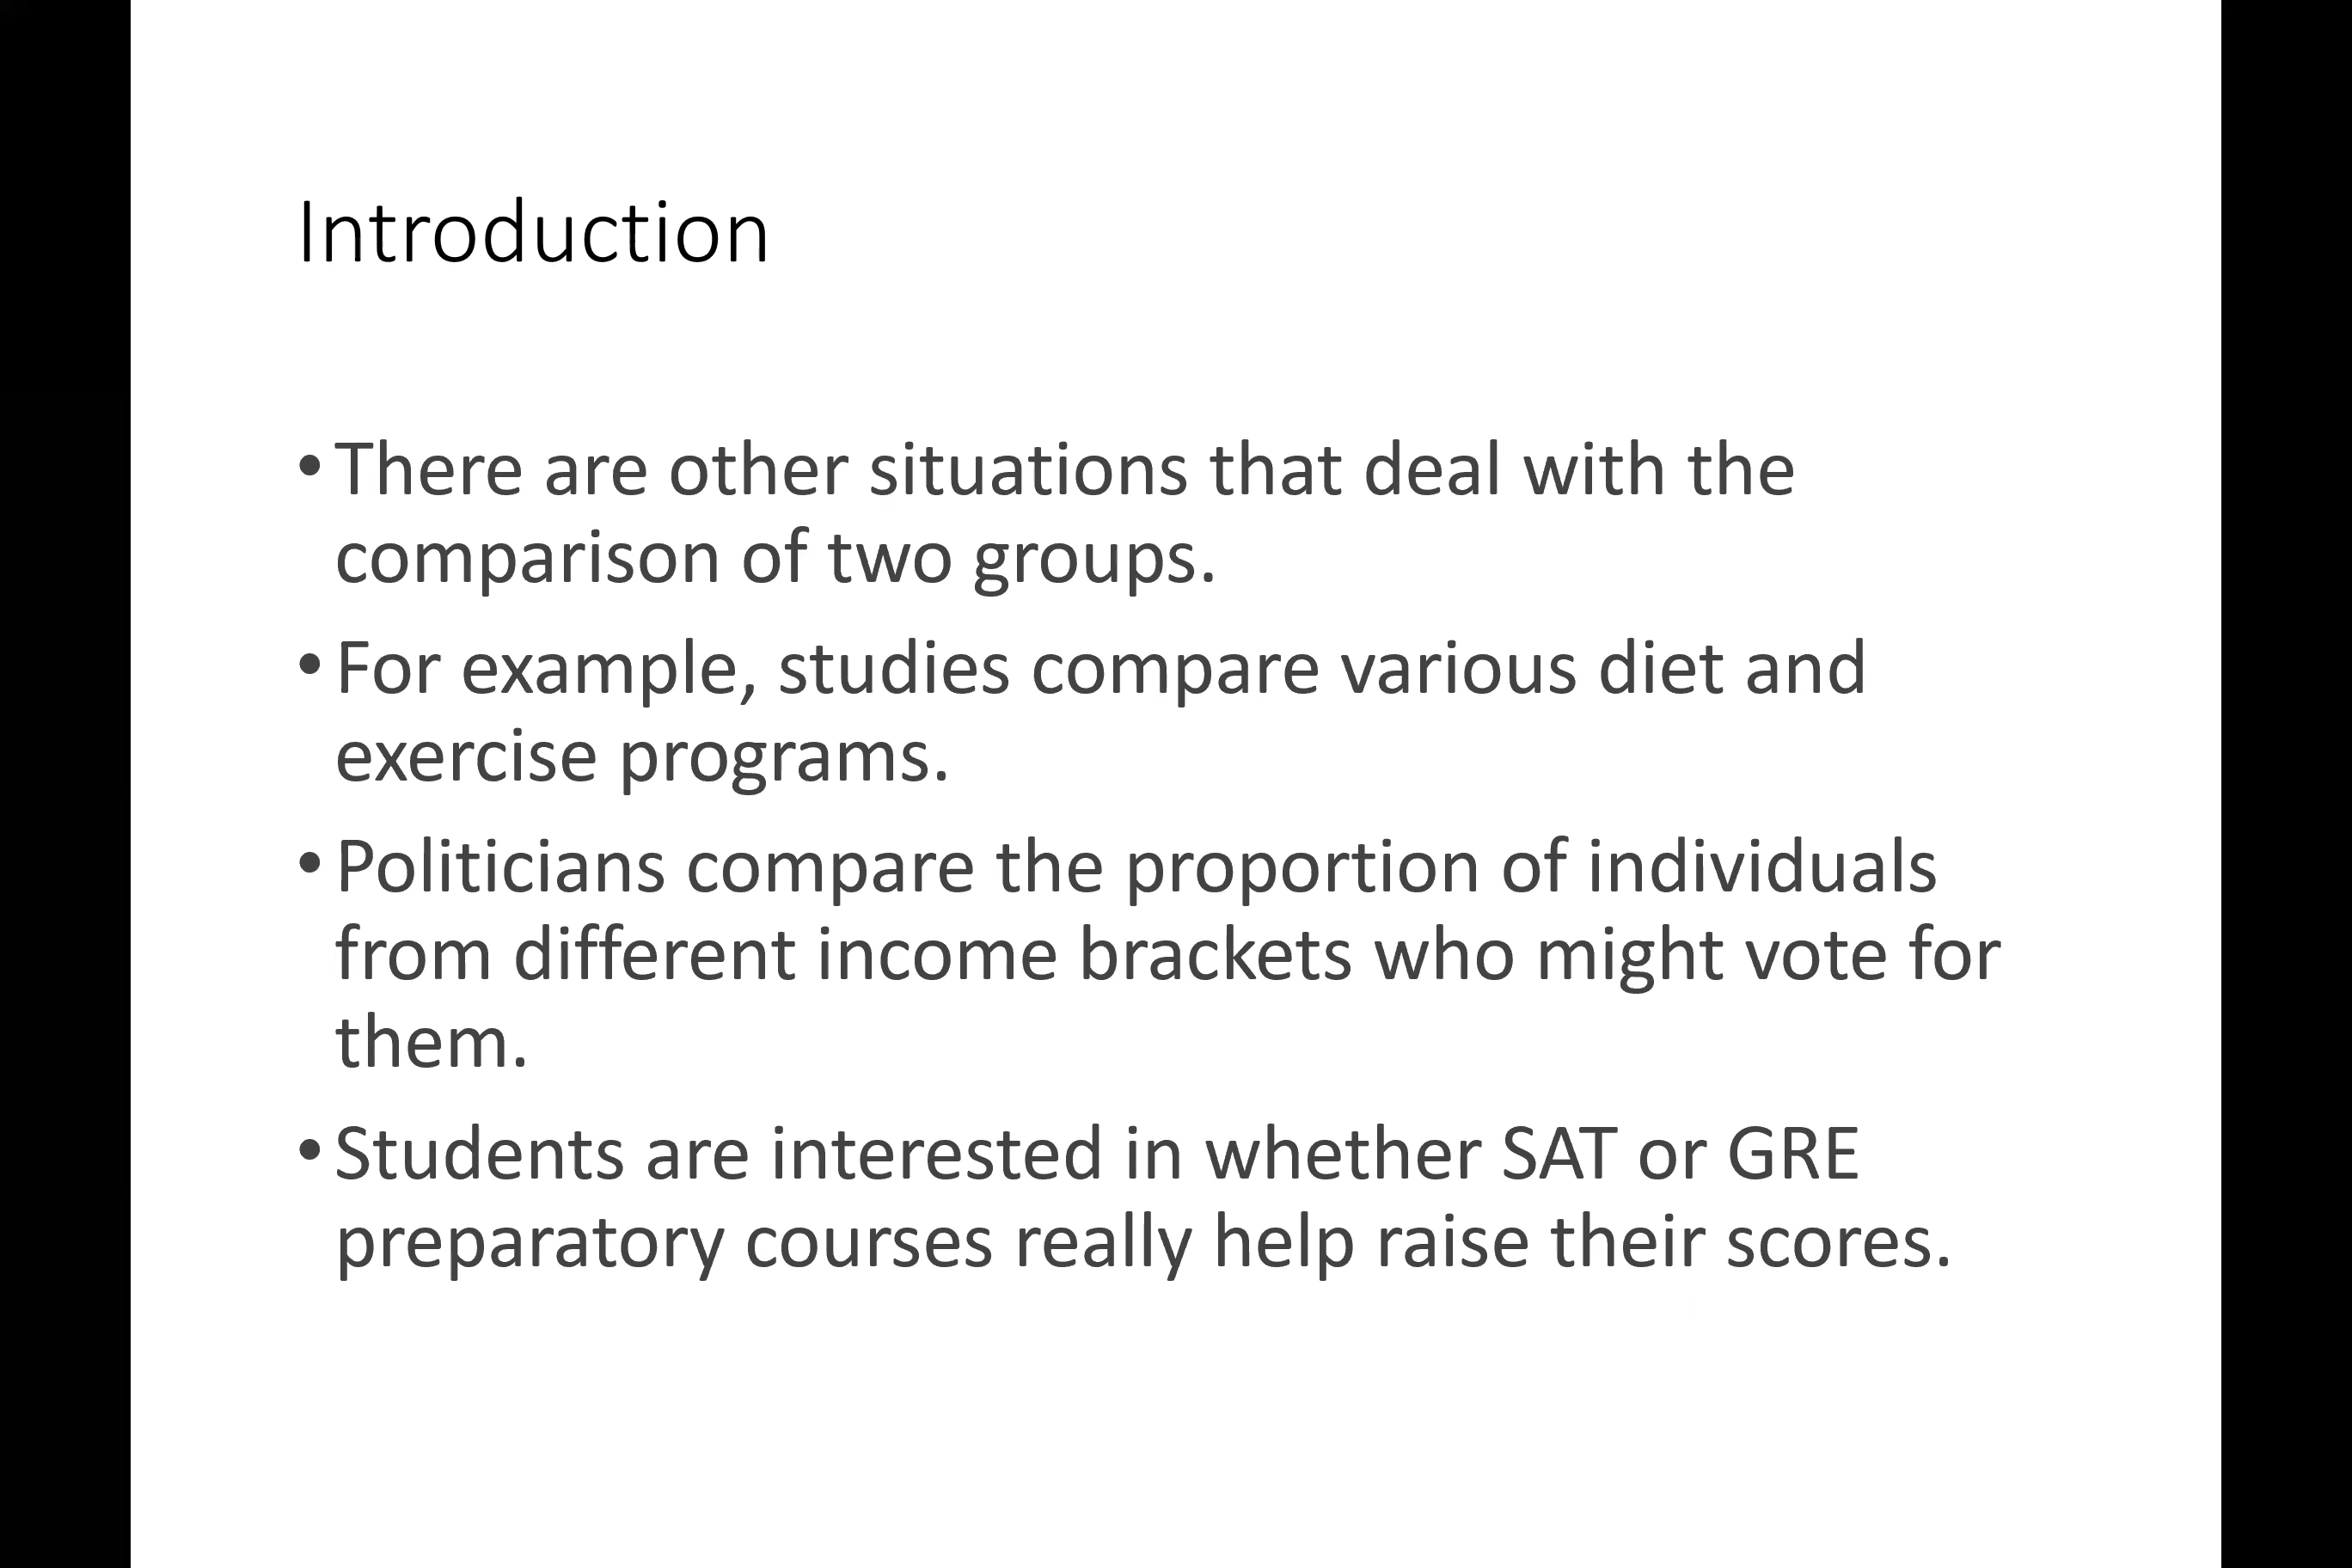 Introduction
• There are other situations that deal with the
comparison of two groups.
• For example, studies compare various diet and
exercise programs.
• Politicians compare the proportion of individuals
from different income brackets who might vote for
them.
• Students are interested in whether SAT or GRE
preparatory courses really help raise their scores.